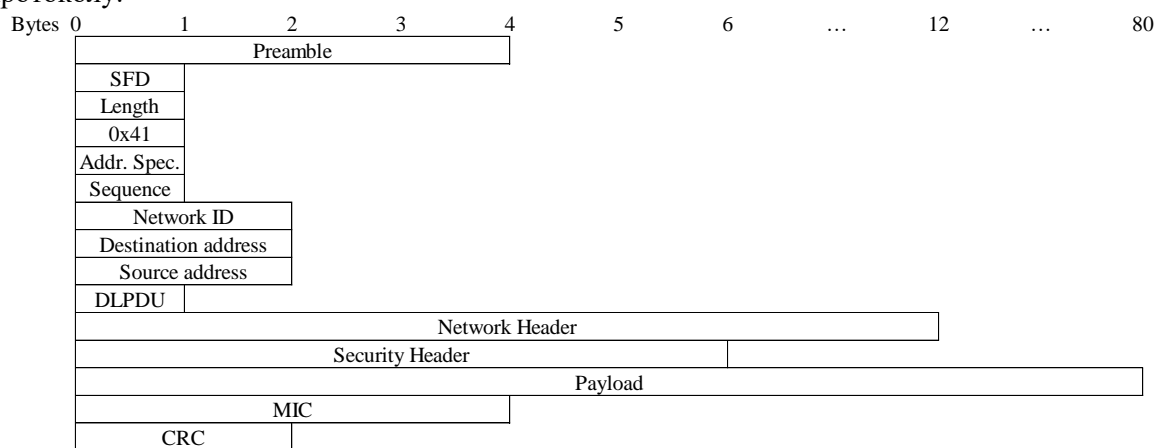 Bytes 0 1 2 3 4 5 6 … 12 … 80
Preamble
SFD
Length
0x41
Addr. Spec.
Sequence
Network ID
Destination address
Source address
DLPDU
Network Header
Security Header
Payload
MIC
CRC